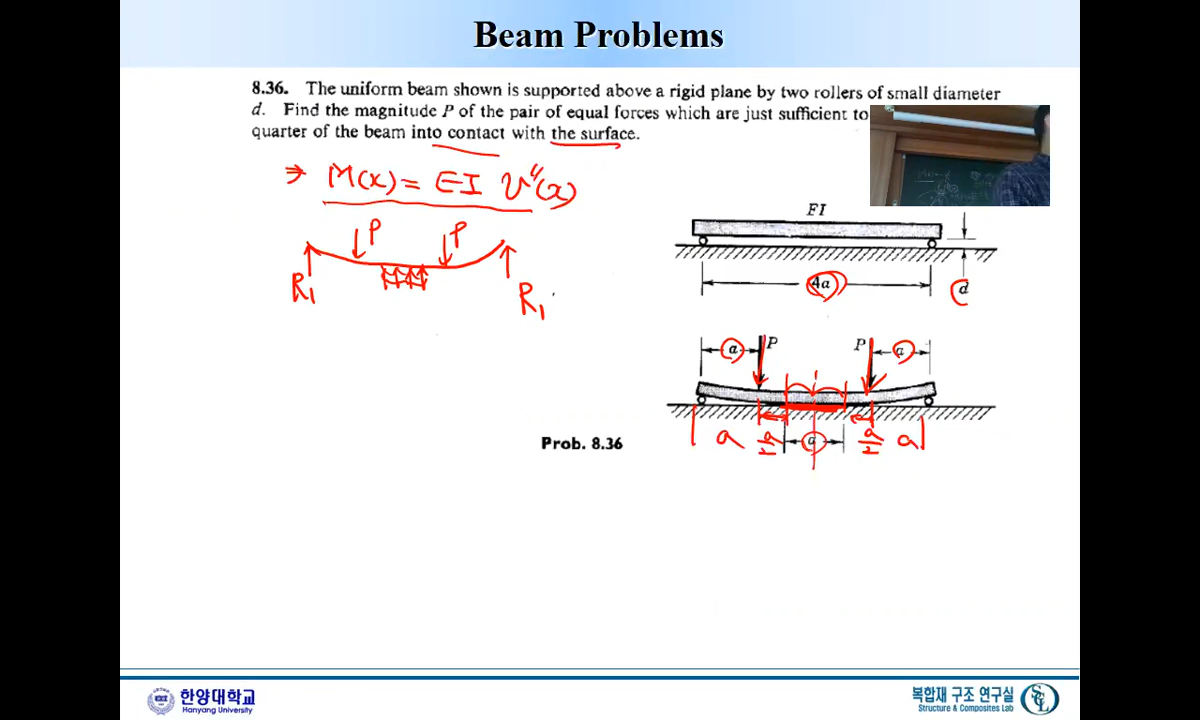 Beam Problems
8.36. The uniform beam shown is supported above a rigid plane by two rollers of small diameter
d. Find the magnitude P of the pair of equal forces which are just sufficient to
quarter of the beam into contact with the surface.
⇒ M(x) = EI v''(x)
P P
R₁ R₁
EI
4a d
a P P a
a a/2 a a/2 a
Prob. 8.36
한양대학교
Hanyang University
복합재 구조 연구실
Structure & Composites Lab